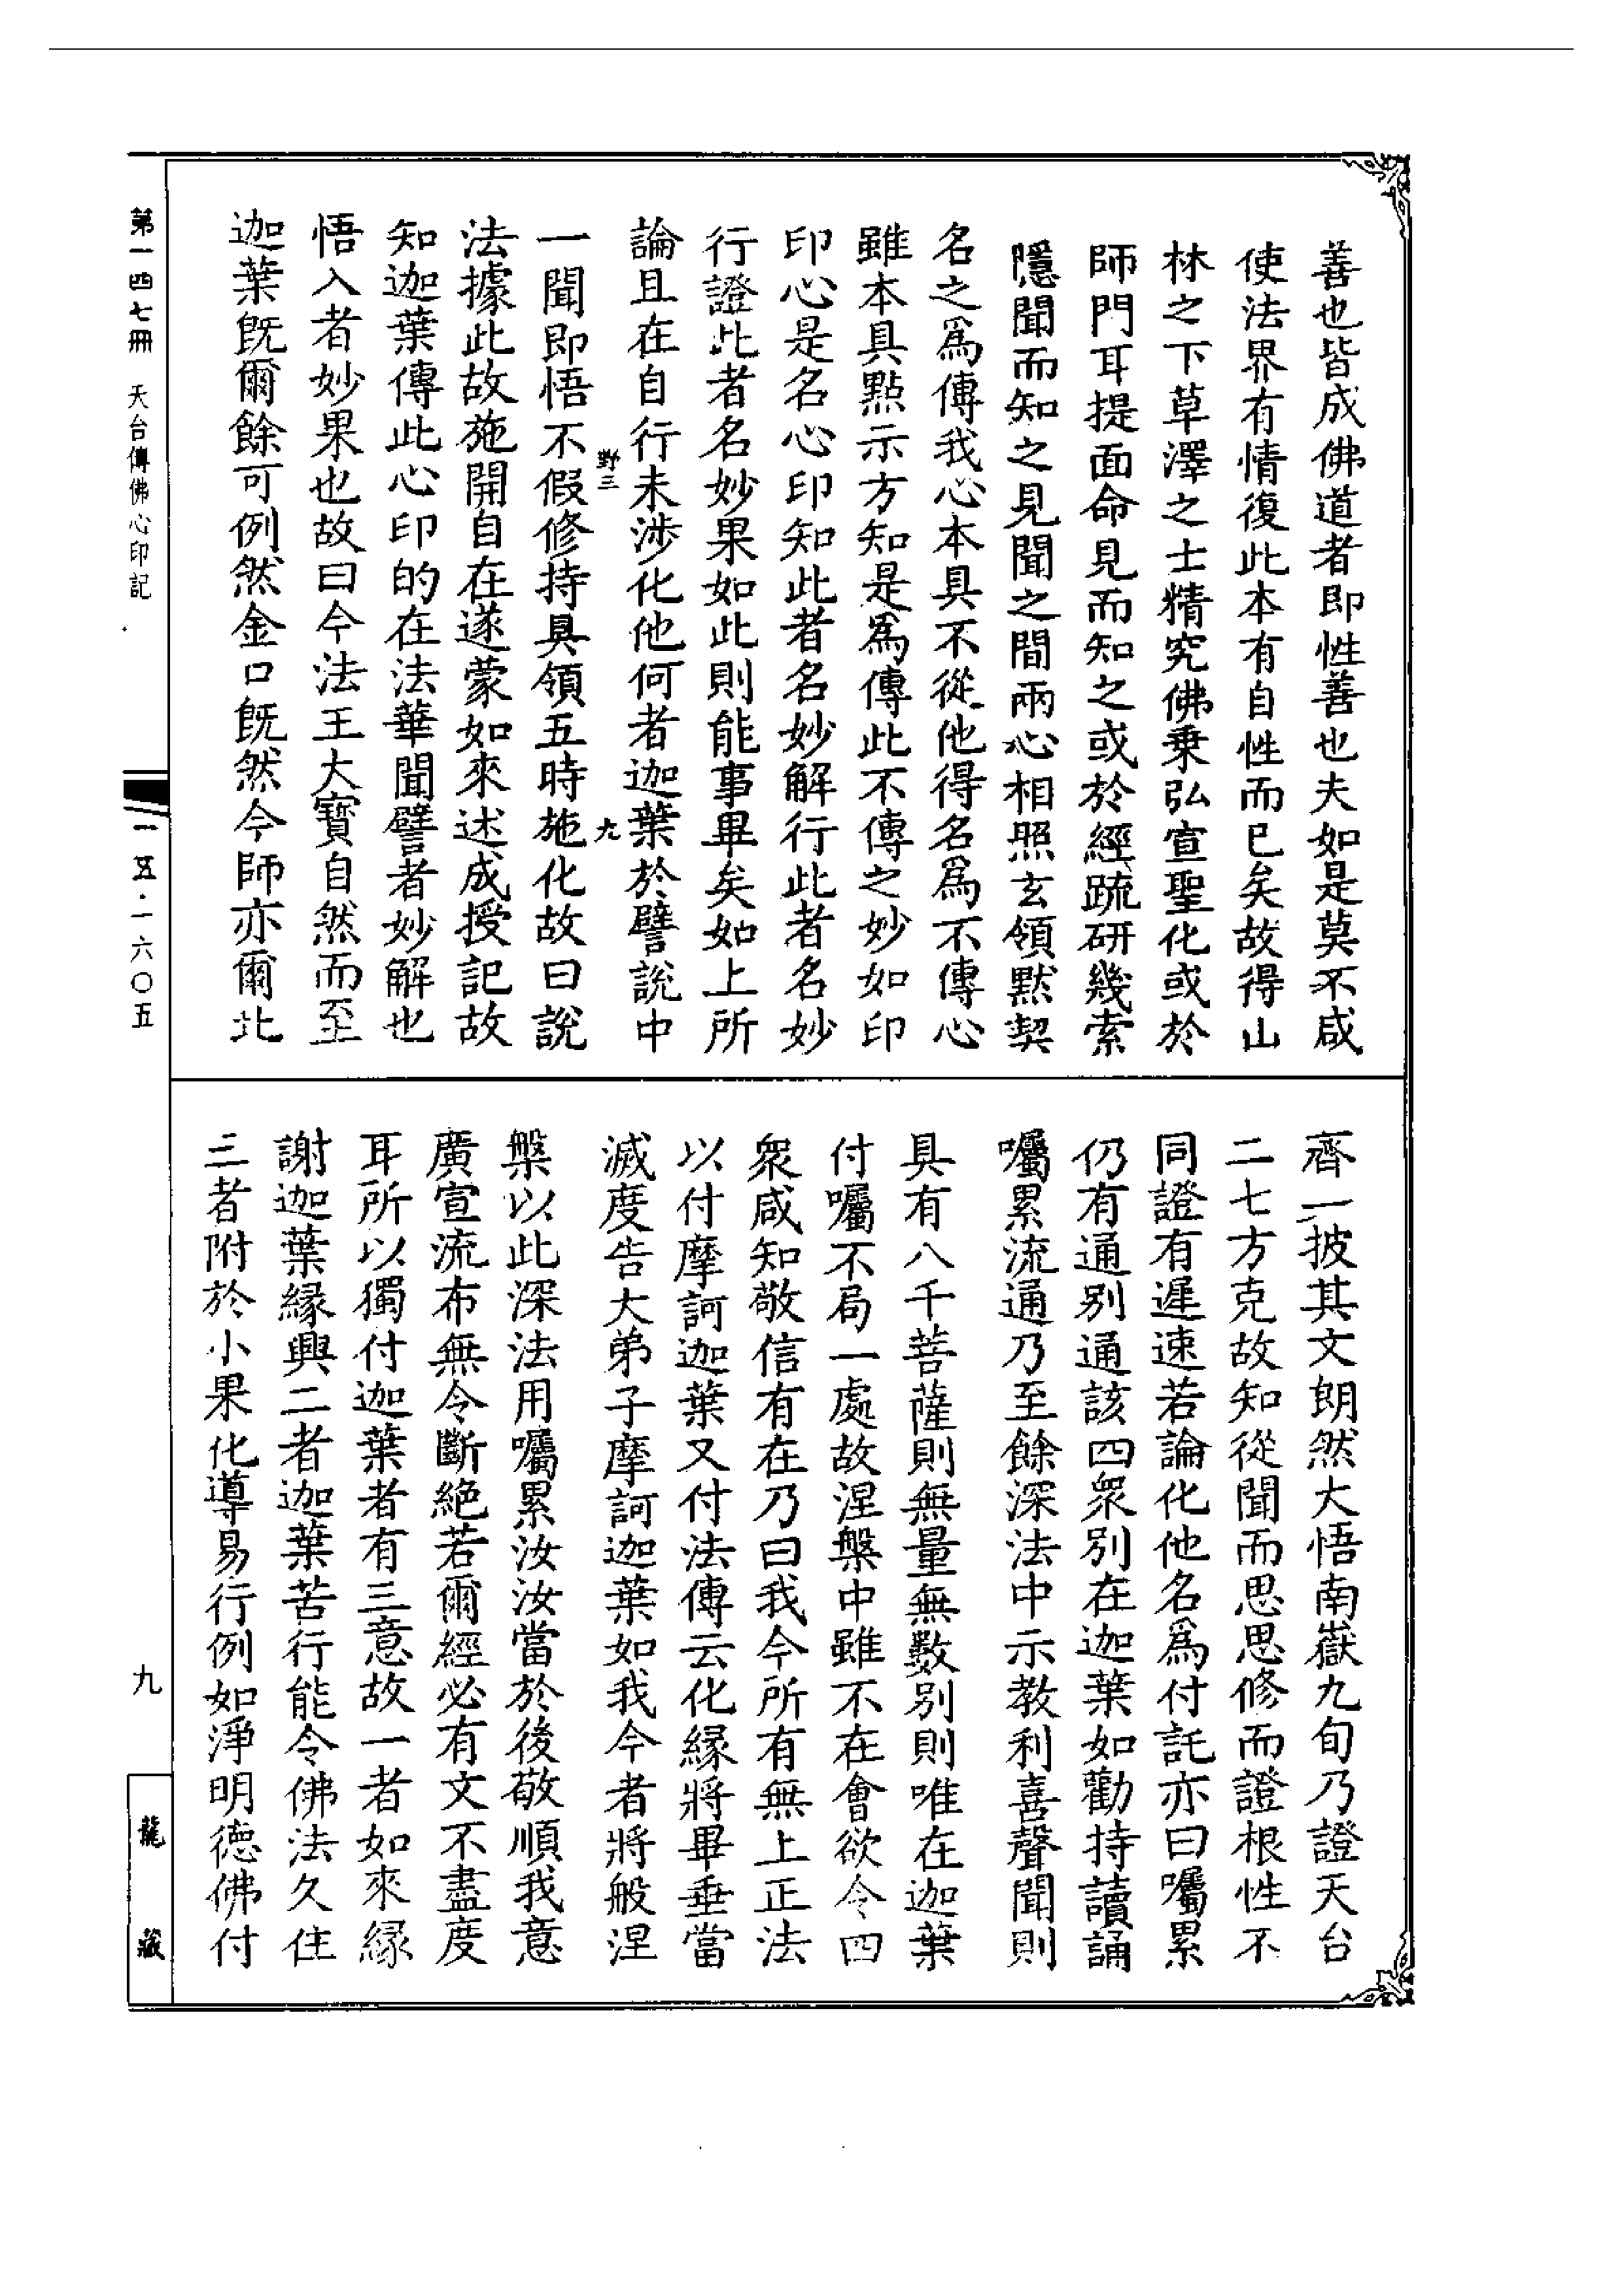 善也皆成佛道者即性善也夫如是莫不咸
使法界有情復此本有自性而已矣故得山
林之下草澤之士精究佛乗弘宣聖化或於
師門耳提面命見而知之或於經䟽研幾索
隱聞而知之見聞之間兩心相照玄領默契
名之爲傳我心本具不從他得名爲不傳心
雖本具點示方知是爲傳此不傳之妙如印
印心是名心印知此者名妙解行此者名妙
行證此者名妙果如此則能事畢矣如上所
論且在自行未渉化他何者迦葉於譬說中
野三
九
一聞即悟不假修持具領五時施化故曰說
法據此故施開自在遂蒙如來述成授記故
知迦葉傳此心印的在法華聞譬者妙解也
悟入者妙果也故曰今法王大寳自然而至
迦葉旣爾餘可例然金口旣然今師亦爾北
齊一披其文朗然大悟南嶽九旬乃證天台
二七方克故知從聞而思思修而證根性不
同證有遲速若論化他名爲付託亦曰囑累
仍有通别通該四衆别在迦葉如勸持讀誦
囑累流通乃至餘深法中示教利喜聲聞則
具有八千菩薩則無量無數别則唯在迦葉
付囑不局一處故涅槃中雖不在會欲令四
衆咸知敬信有在乃曰我今所有無上正法
以付摩訶迦葉又付法傳云化緣將畢垂當
滅度告大弟子摩訶迦葉如我今者將般涅
槃以此深法用囑累汝汝當於後敬順我意
廣宣流布無令斷絶若爾經必有文不盡度
耳所以獨付迦葉者有三意故一者如來緣
謝迦葉緣興二者迦葉苦行能令佛法久住
三者附於小果化導易行例如淨明德佛付
第一四七冊 天台傳佛心印記
一一五·一六〇五
九
龍藏